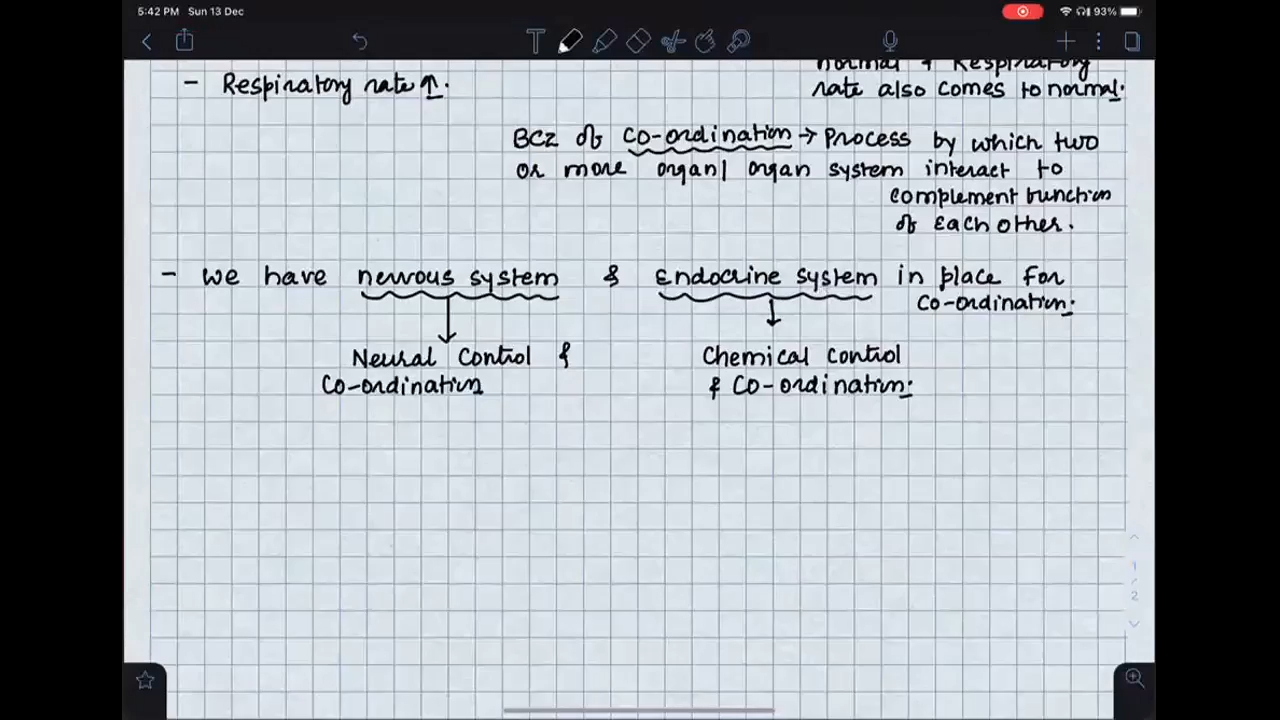 5:42 PM Sun 13 Dec
93%
normal & Respiratory
- Respiratory rate ↑.
rate also comes to normal.
BCZ of CO-ordination → Process by which two
or more organ| organ system interact to
complement function
of Each other.
- We have nervous system & Endocrine system in place for
CO-ordination.
Neural Control &
Co-ordination
Chemical control
& CO-ordination.
1
/
2